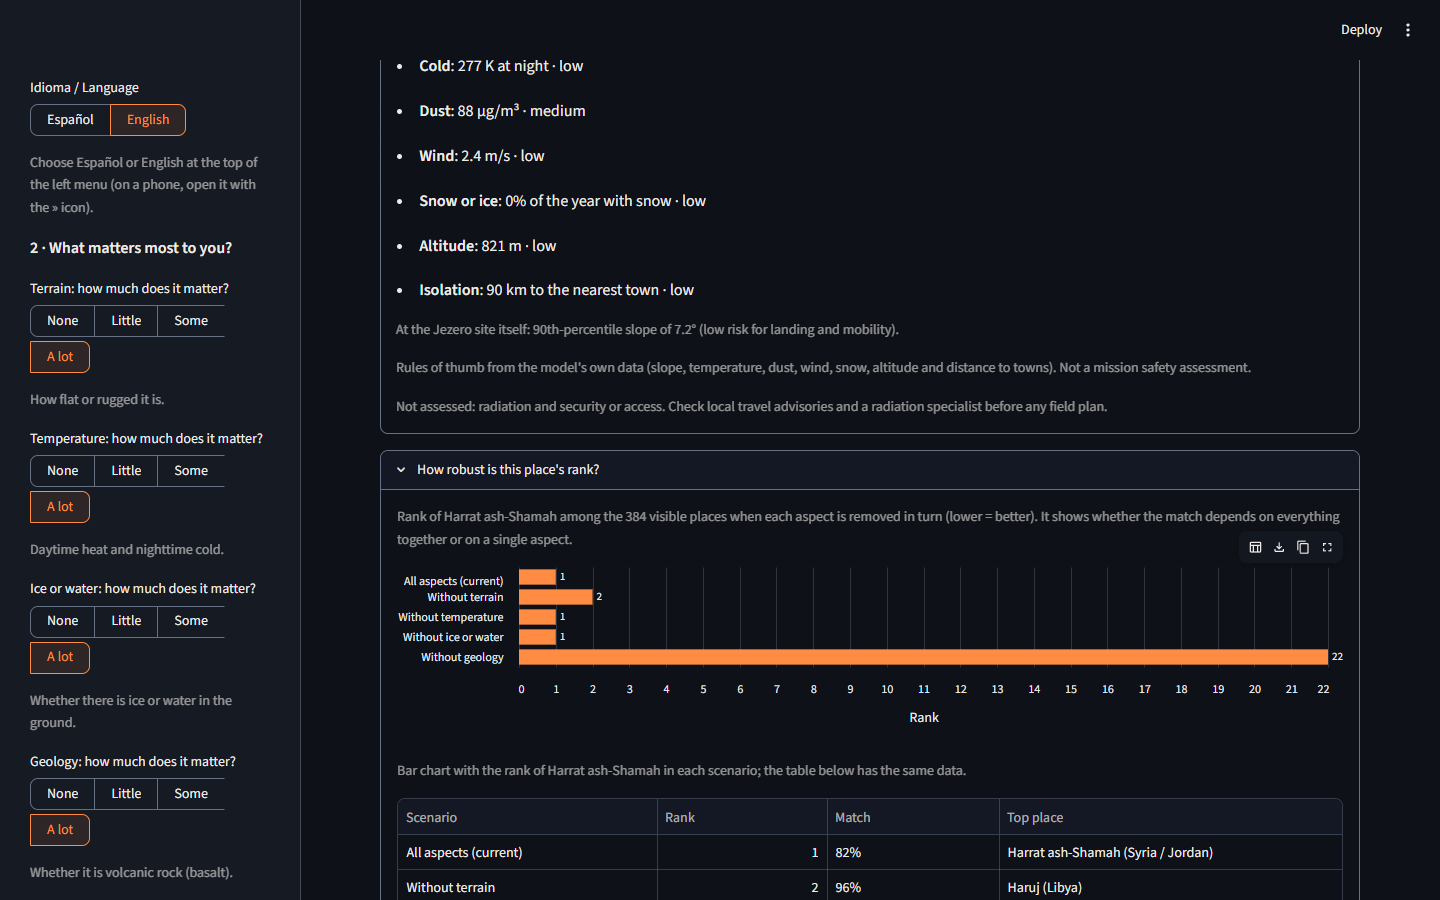 Deploy
Idioma / Language
Español
English
Choose Español or English at the top of
the left menu (on a phone, open it with
the » icon).
2 · What matters most to you?
Terrain: how much does it matter?
None
Little
Some
A lot
How flat or rugged it is.
Temperature: how much does it matter?
None
Little
Some
A lot
Daytime heat and nighttime cold.
Ice or water: how much does it matter?
None
Little
Some
A lot
Whether there is ice or water in the
ground.
Geology: how much does it matter?
None
Little
Some
A lot
Whether it is volcanic rock (basalt).
• Cold: 277 K at night · low
• Dust: 88 µg/m³ · medium
• Wind: 2.4 m/s · low
• Snow or ice: 0% of the year with snow · low
• Altitude: 821 m · low
• Isolation: 90 km to the nearest town · low
At the Jezero site itself: 90th-percentile slope of 7.2° (low risk for landing and mobility).
Rules of thumb from the model's own data (slope, temperature, dust, wind, snow, altitude and distance to towns). Not a mission safety assessment.
Not assessed: radiation and security or access. Check local travel advisories and a radiation specialist before any field plan.
How robust is this place's rank?
Rank of Harrat ash-Shamah among the 384 visible places when each aspect is removed in turn (lower = better). It shows whether the match depends on everything
together or on a single aspect.
All aspects (current) 1
Without terrain 2
Without temperature 1
Without ice or water 1
Without geology 22
0 1 2 3 4 5 6 7 8 9 10 11 12 13 14 15 16 17 18 19 20 21 22
Rank
Bar chart with the rank of Harrat ash-Shamah in each scenario; the table below has the same data.
Scenario Rank Match Top place
All aspects (current) 1 82% Harrat ash-Shamah (Syria / Jordan)
Without terrain 2 96% Haruj (Libya)